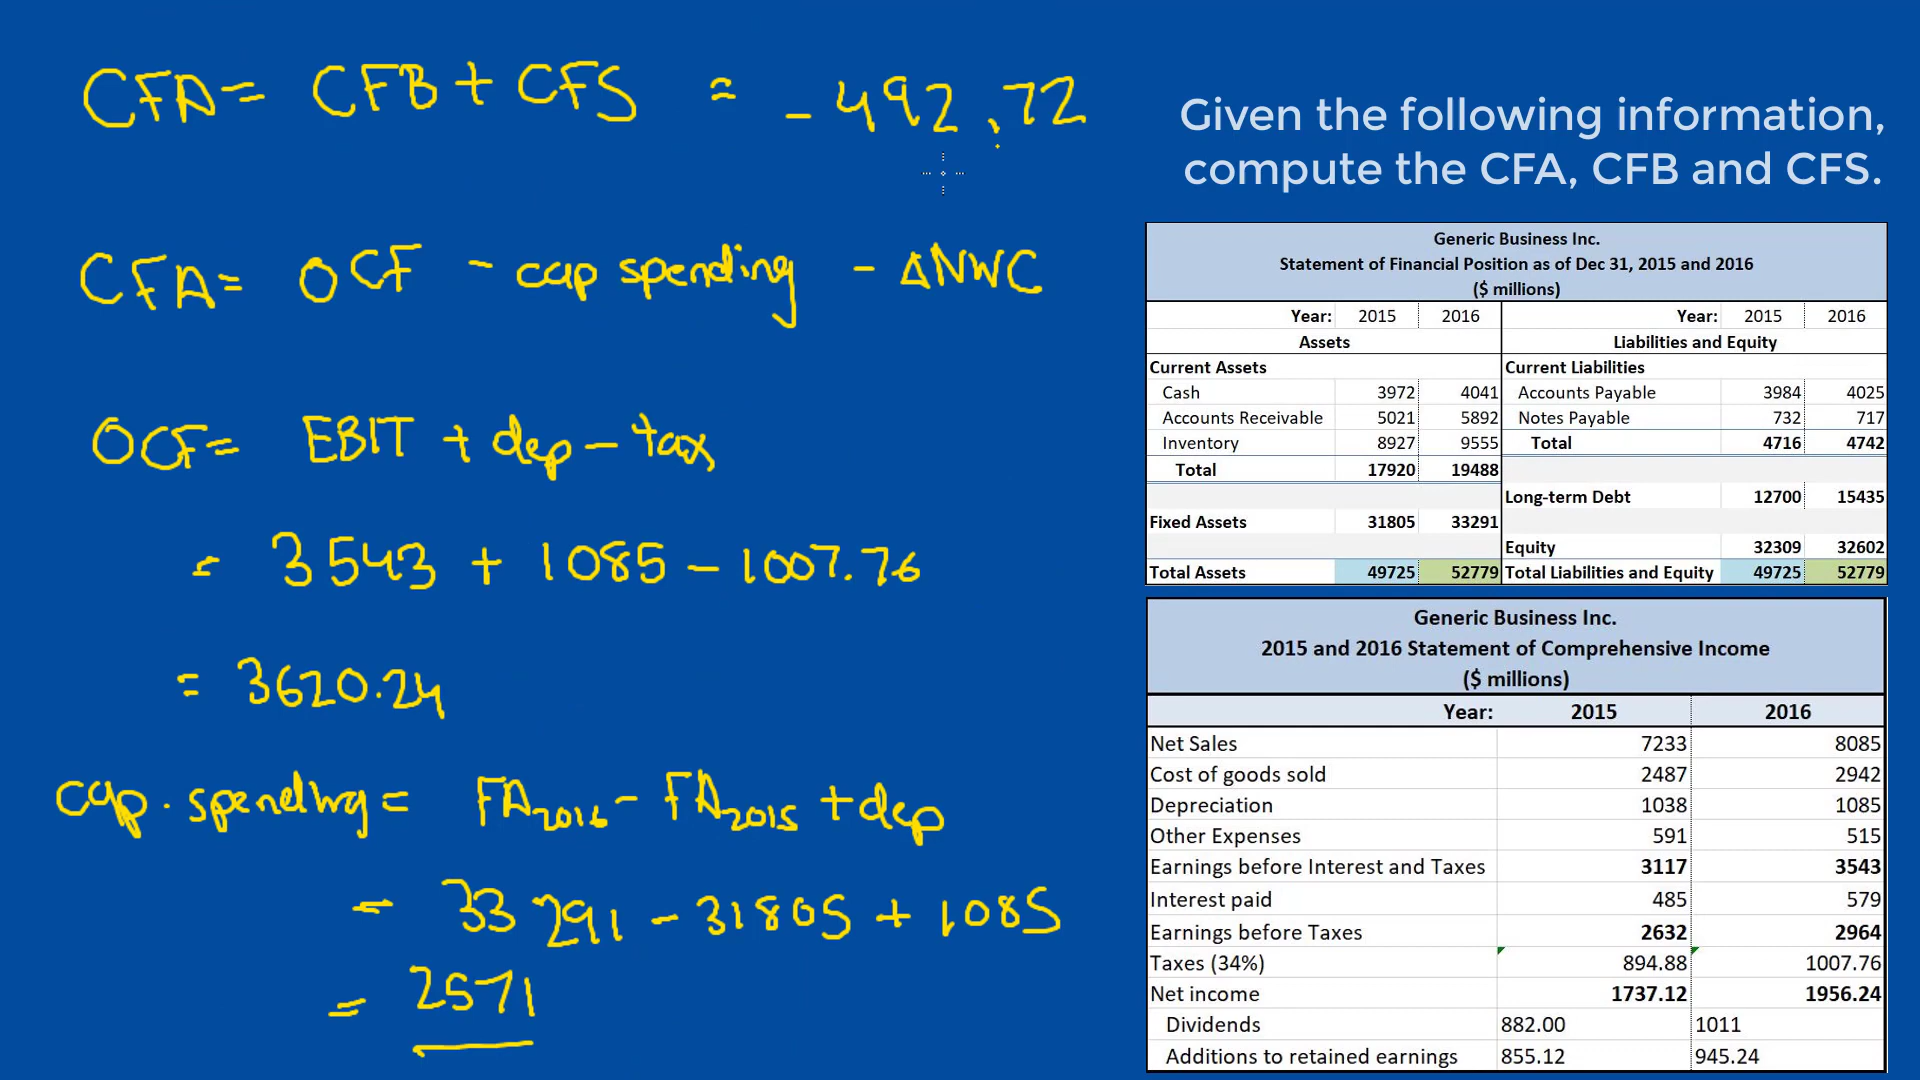 CFA = CFB + CFS = - 492.72
CFA = OCF - cap spending - ΔNWC
OCF = EBIT + dep - tax
= 3543 + 1085 - 1007.76
= 3620.24
cap. spending = FA2016 - FA2015 + dep
= 33291 - 31805 + 1085
= 2571
Given the following information,
compute the CFA, CFB and CFS.
Generic Business Inc.
Statement of Financial Position as of Dec 31, 2015 and 2016
($ millions)
Year: 2015 2016 Year: 2015 2016
Assets Liabilities and Equity
Current Assets Current Liabilities
Cash 3972 4041 Accounts Payable 3984 4025
Accounts Receivable 5021 5892 Notes Payable 732 717
Inventory 8927 9555 Total 4716 4742
Total 17920 19488
Long-term Debt 12700 15435
Fixed Assets 31805 33291
Equity 32309 32602
Total Assets 49725 52779 Total Liabilities and Equity 49725 52779
Generic Business Inc.
2015 and 2016 Statement of Comprehensive Income
($ millions)
Year: 2015 2016
Net Sales 7233 8085
Cost of goods sold 2487 2942
Depreciation 1038 1085
Other Expenses 591 515
Earnings before Interest and Taxes 3117 3543
Interest paid 485 579
Earnings before Taxes 2632 2964
Taxes (34%) 894.88 1007.76
Net income 1737.12 1956.24
Dividends 882.00 1011
Additions to retained earnings 855.12 945.24